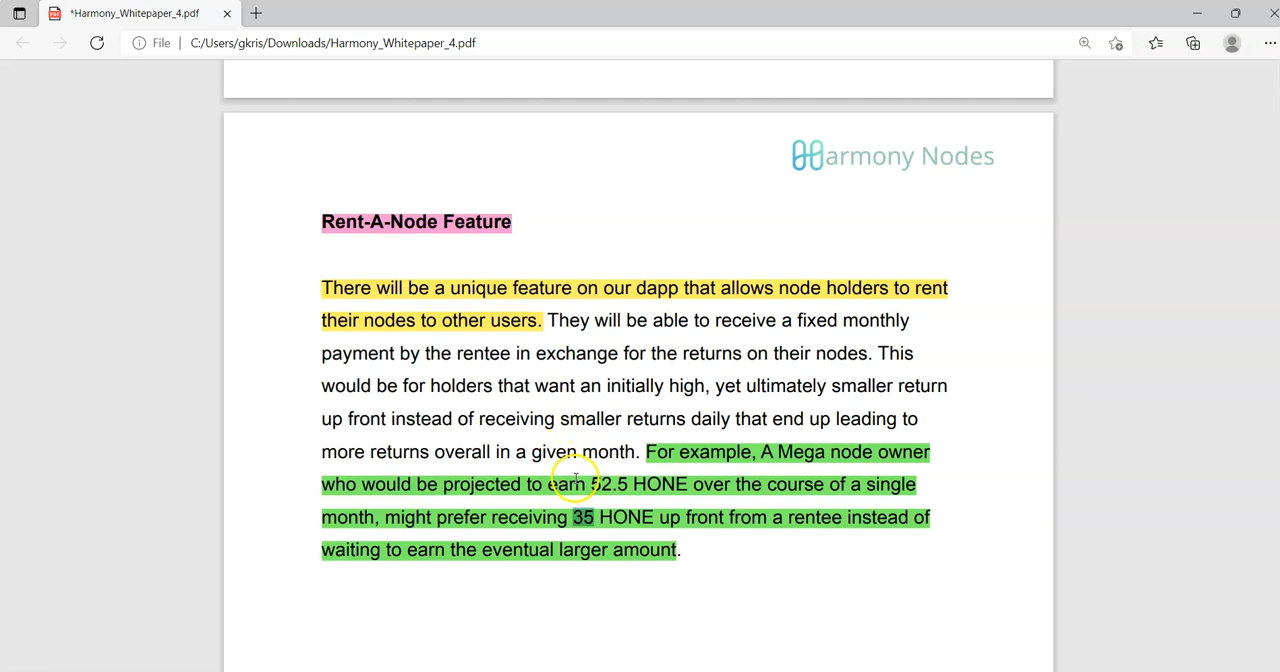 *Harmony_Whitepaper_4.pdf
File | C:/Users/gkris/Downloads/Harmony_Whitepaper_4.pdf
Harmony Nodes
Rent-A-Node Feature
There will be a unique feature on our dapp that allows node holders to rent
their nodes to other users. They will be able to receive a fixed monthly
payment by the rentee in exchange for the returns on their nodes. This
would be for holders that want an initially high, yet ultimately smaller return
up front instead of receiving smaller returns daily that end up leading to
more returns overall in a given month. For example, A Mega node owner
who would be projected to earn 52.5 HONE over the course of a single
month, might prefer receiving 35 HONE up front from a rentee instead of
waiting to earn the eventual larger amount.